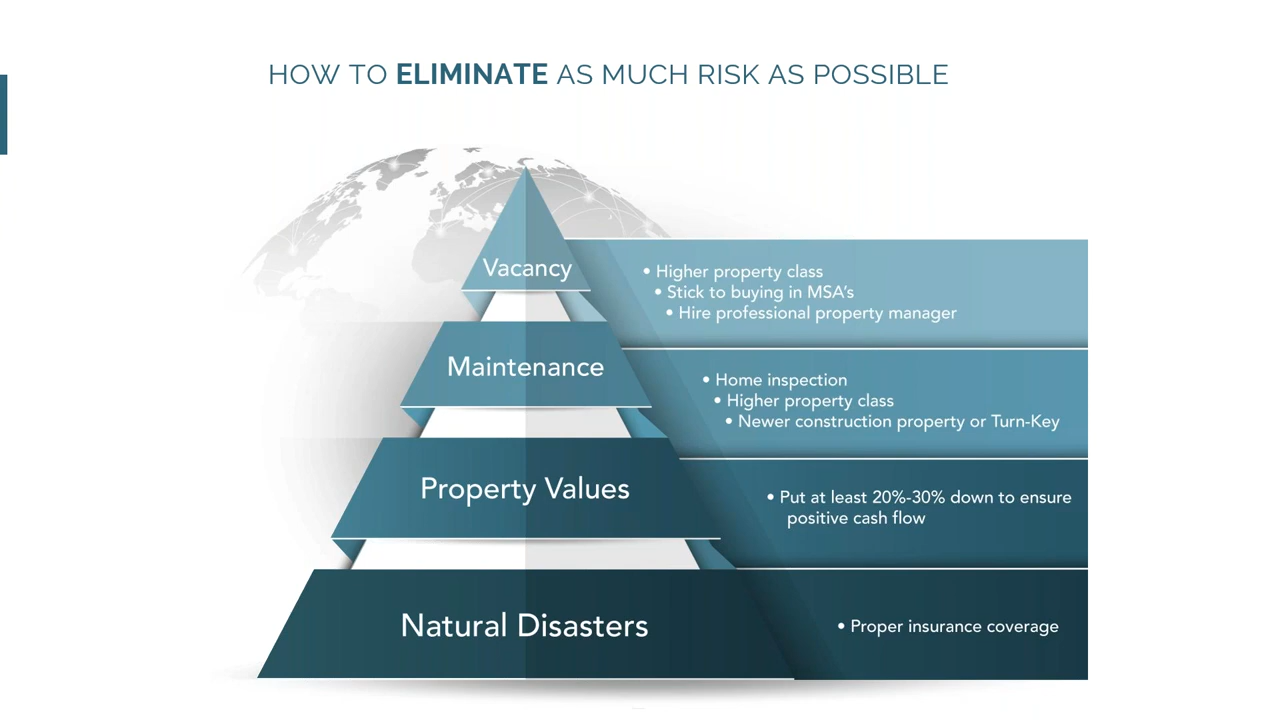 HOW TO ELIMINATE AS MUCH RISK AS POSSIBLE
Vacancy
• Higher property class
• Stick to buying in MSA's
• Hire professional property manager
Maintenance
• Home inspection
• Higher property class
• Newer construction property or Turn-Key
Property Values
• Put at least 20%-30% down to ensure
positive cash flow
Natural Disasters
• Proper insurance coverage